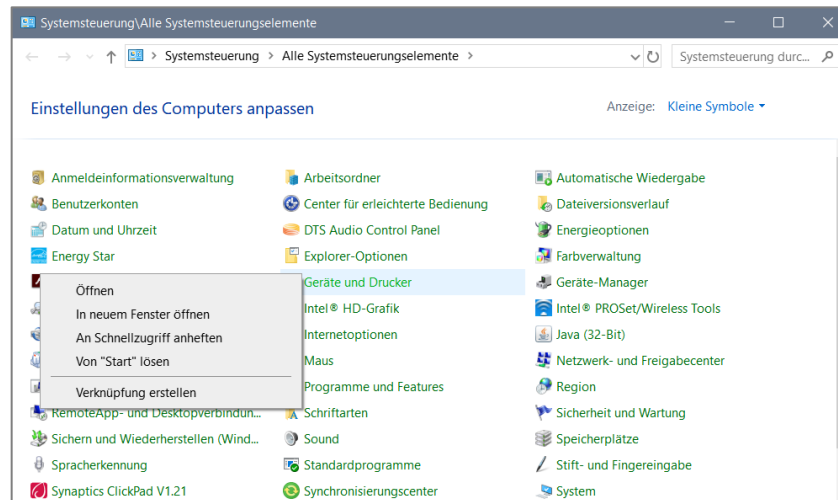 Systemsteuerung\Alle Systemsteuerungselemente
Systemsteuerung > Alle Systemsteuerungselemente >
Systemsteuerung durc...
Einstellungen des Computers anpassen
Anzeige: Kleine Symbole
Anmeldeinformationsverwaltung Arbeitsordner Automatische Wiedergabe
Benutzerkonten Center für erleichterte Bedienung Dateiversionsverlauf
Datum und Uhrzeit DTS Audio Control Panel Energieoptionen
Energy Star Explorer-Optionen Farbverwaltung
Geräte und Drucker Geräte-Manager
Öffnen
Intel® HD-Grafik Intel® PROSet/Wireless Tools
In neuem Fenster öffnen
Internetoptionen Java (32-Bit)
An Schnellzugriff anheften
Maus Netzwerk- und Freigabecenter
Von "Start" lösen
Programme und Features Region
Verknüpfung erstellen
RemoteApp- und Desktopverbindun... Schriftarten Sicherheit und Wartung
Sichern und Wiederherstellen (Wind... Sound Speicherplätze
Spracherkennung Standardprogramme Stift- und Fingereingabe
Synaptics ClickPad V1.21 Synchronisierungscenter System